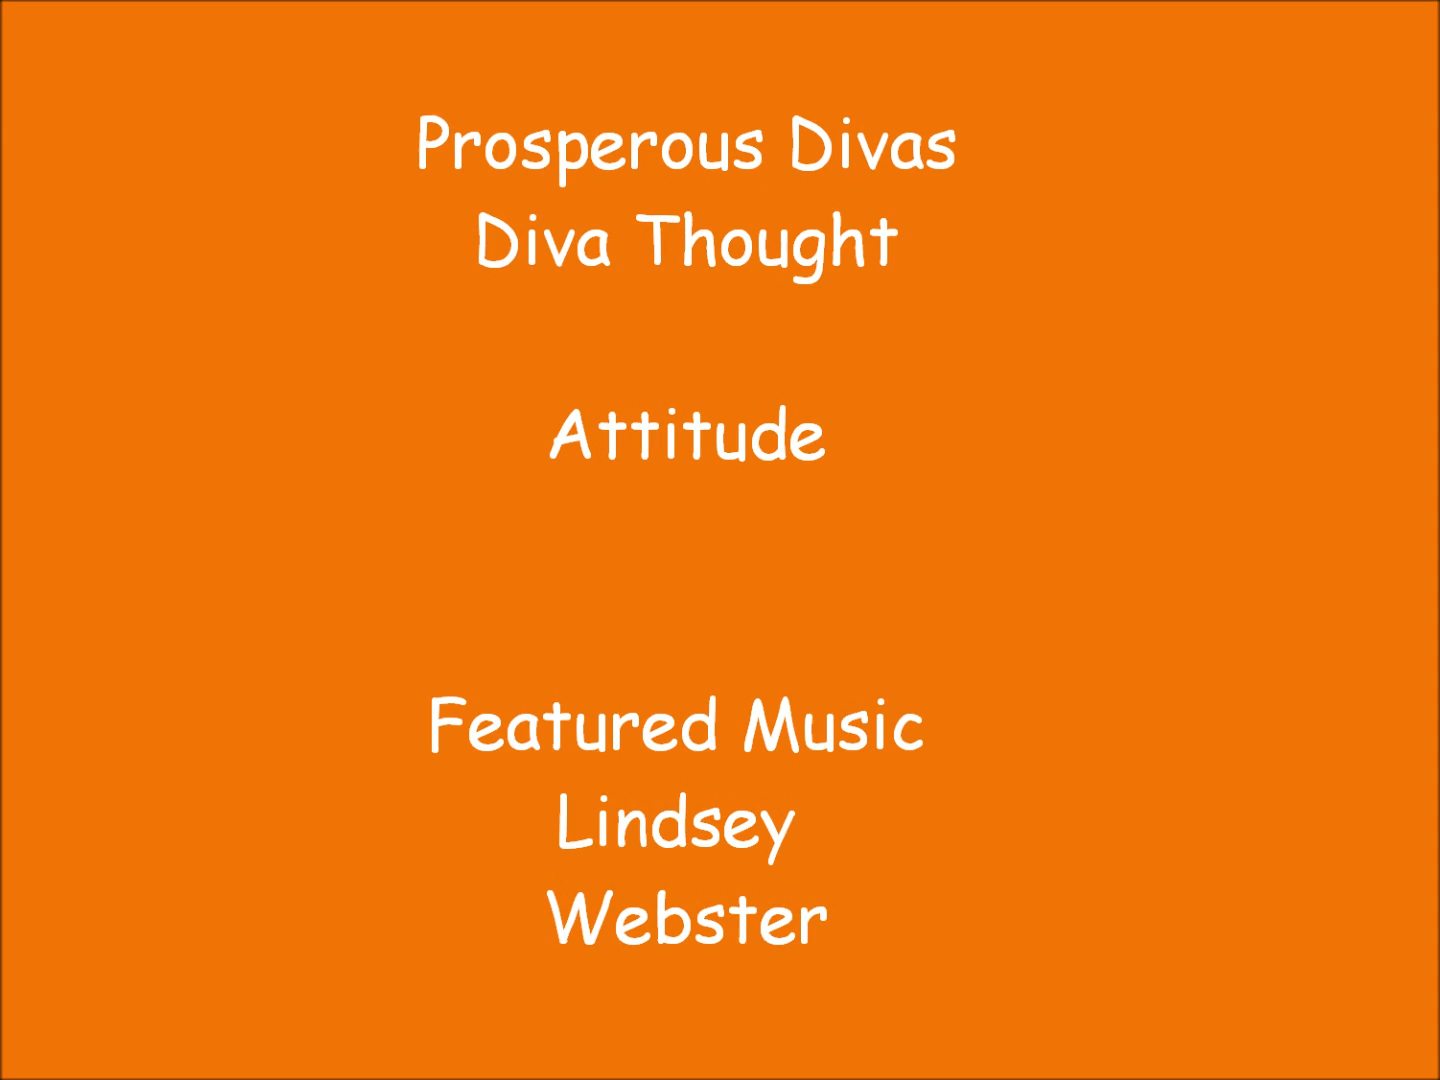 Prosperous Divas
Diva Thought
Attitude
Featured Music
Lindsey
Webster